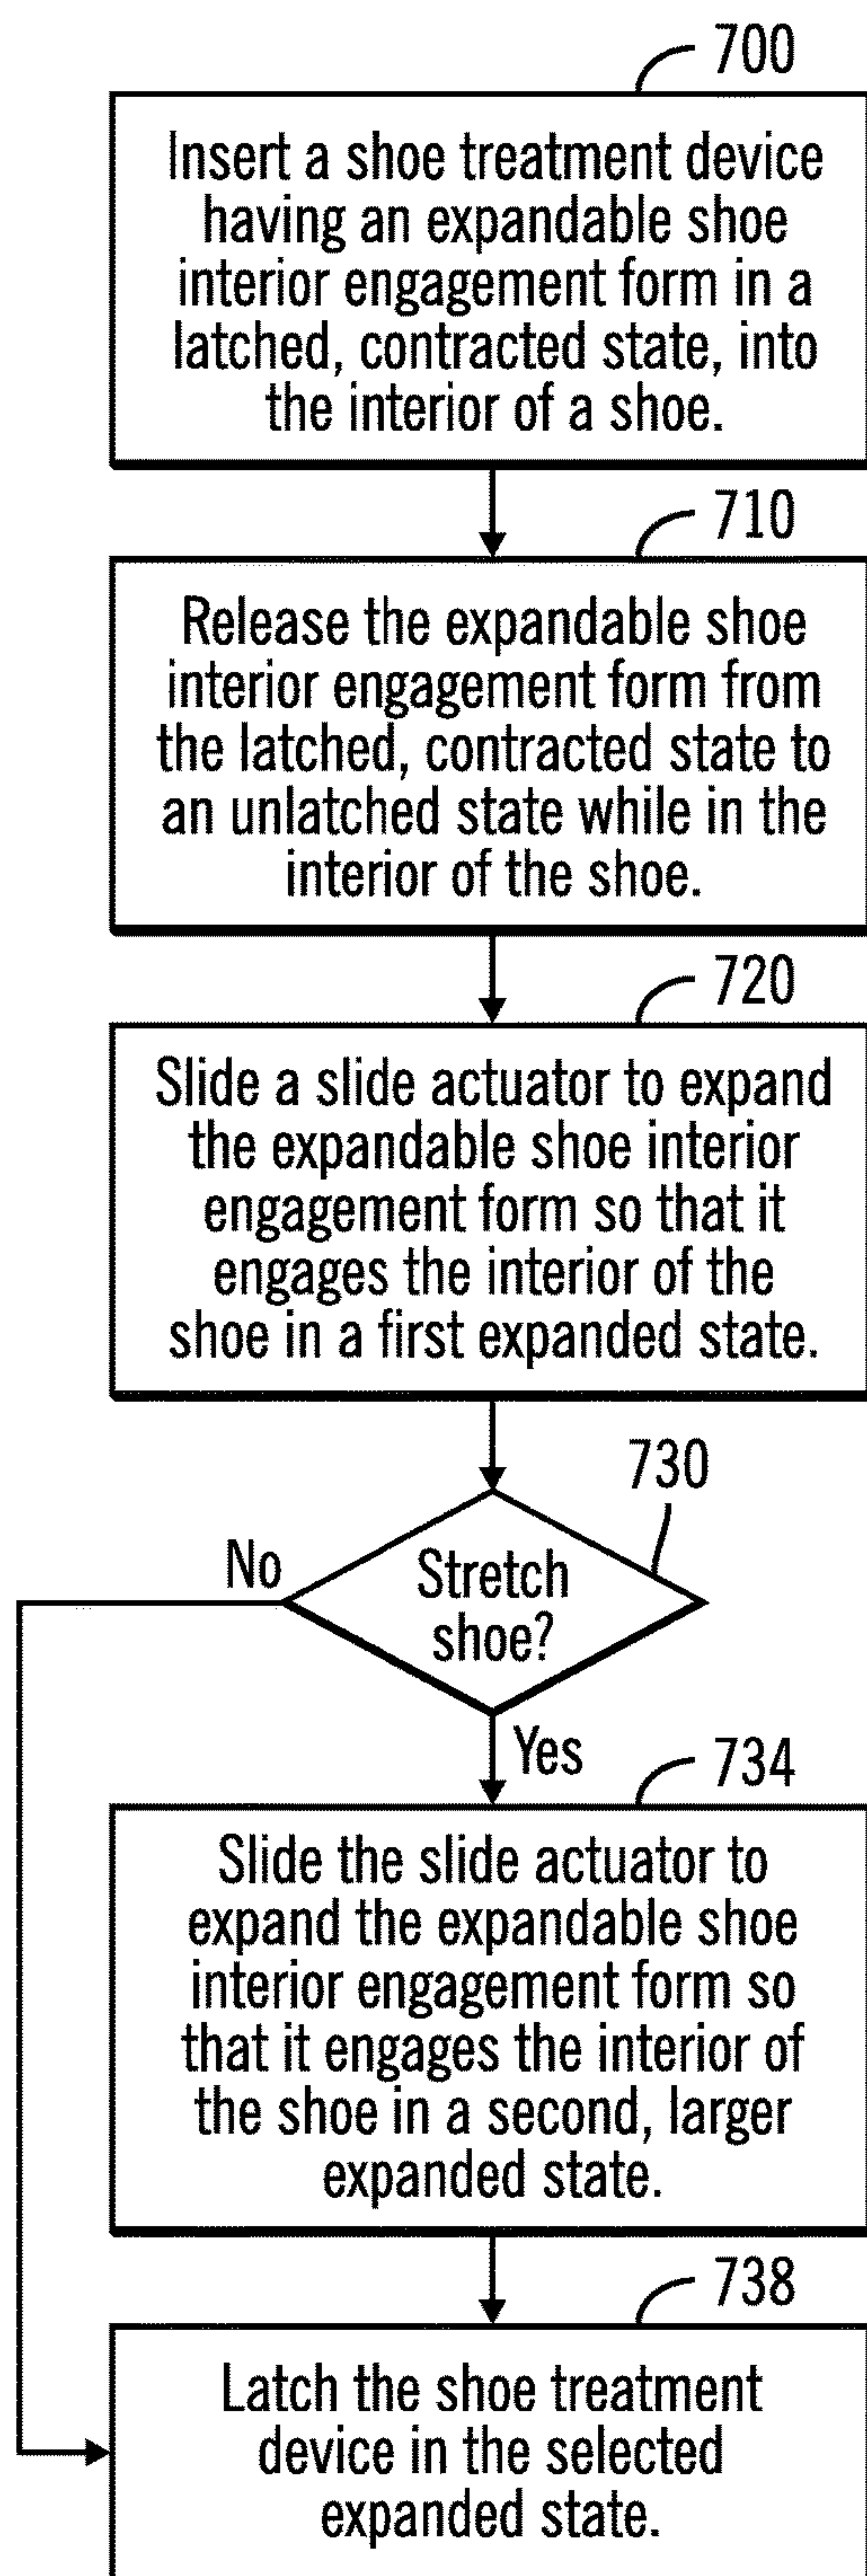 700
Insert a shoe treatment device
having an expandable shoe
interior engagement form in a
latched, contracted state, into
the interior of a shoe.
710
Release the expandable shoe
interior engagement form from
the latched, contracted state to
an unlatched state while in the
interior of the shoe.
720
Slide a slide actuator to expand
the expandable shoe interior
engagement form so that it
engages the interior of the
shoe in a first expanded state.
730
No
Stretch
shoe?
Yes
734
Slide the slide actuator to
expand the expandable shoe
interior engagement form so
that it engages the interior of
the shoe in a second, larger
expanded state.
738
Latch the shoe treatment
device in the selected
expanded state.